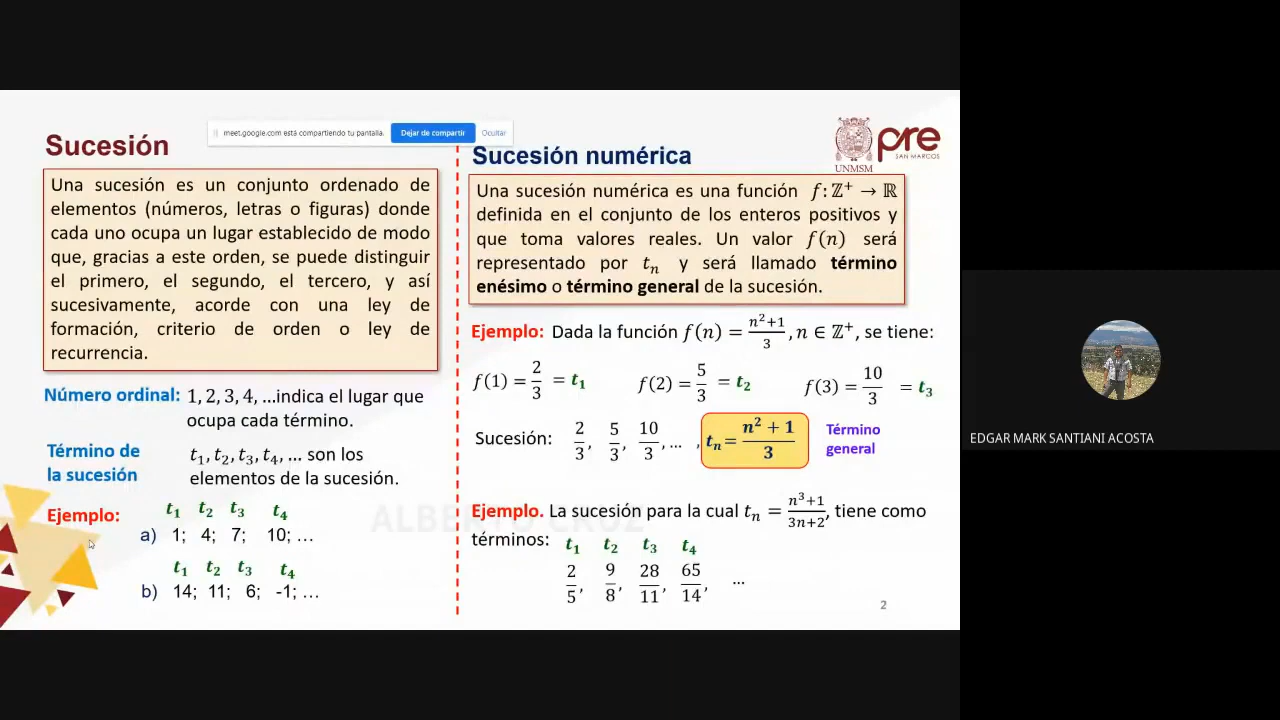 meet.google.com está compartiendo tu pantalla.
Dejar de compartir
Ocultar
Sucesión
Una sucesión es un conjunto ordenado de
elementos (números, letras o figuras) donde
cada uno ocupa un lugar establecido de modo
que, gracias a este orden, se puede distinguir
el primero, el segundo, el tercero, y así
sucesivamente, acorde con una ley de
formación, criterio de orden o ley de
recurrencia.
Número ordinal: 1, 2, 3, 4, ...indica el lugar que
ocupa cada término.
Término de
la sucesión
t₁, t₂, t₃, t₄, ... son los
elementos de la sucesión.
Ejemplo:
t₁ t₂ t₃ t₄
a) 1; 4; 7; 10; ...
t₁ t₂ t₃ t₄
b) 14; 11; 6; -1; ...
Sucesión numérica
UNMSM
pre
SAN MARCOS
Una sucesión numérica es una función f: ℤ⁺ → ℝ
definida en el conjunto de los enteros positivos y
que toma valores reales. Un valor f(n) será
representado por tₙ y será llamado término
enésimo o término general de la sucesión.
Ejemplo: Dada la función f(n) = (n²+1)/3, n ∈ ℤ⁺, se tiene:
f(1) = 2/3 = t₁ f(2) = 5/3 = t₂ f(3) = 10/3 = t₃
Sucesión: 2/3, 5/3, 10/3, ... , tₙ = (n² + 1)/3
Término
general
Ejemplo. La sucesión para la cual tₙ = (n³+1)/(3n+2), tiene como
términos:
t₁ t₂ t₃ t₄
2/5, 9/8, 28/11, 65/14, ...
ALBERTO CRUZ
2
EDGAR MARK SANTIANI ACOSTA